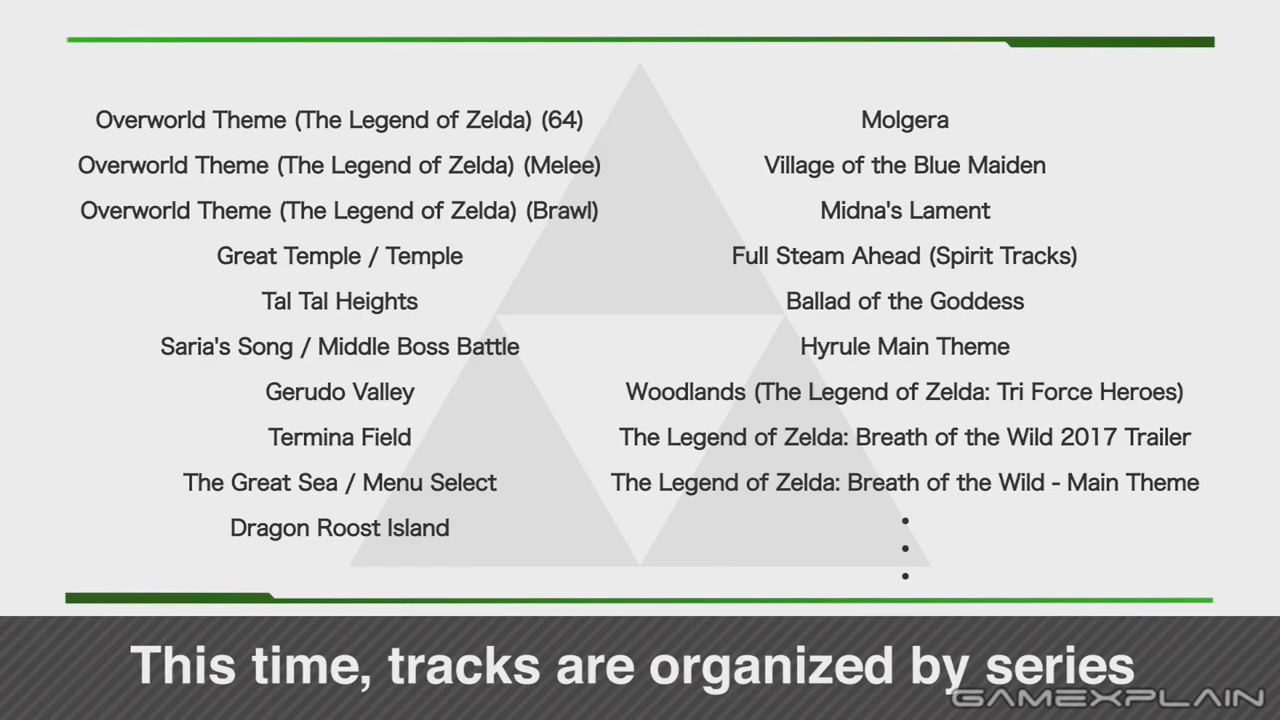 Overworld Theme (The Legend of Zelda) (64)
Overworld Theme (The Legend of Zelda) (Melee)
Overworld Theme (The Legend of Zelda) (Brawl)
Great Temple / Temple
Tal Tal Heights
Saria's Song / Middle Boss Battle
Gerudo Valley
Termina Field
The Great Sea / Menu Select
Dragon Roost Island
Molgera
Village of the Blue Maiden
Midna's Lament
Full Steam Ahead (Spirit Tracks)
Ballad of the Goddess
Hyrule Main Theme
Woodlands (The Legend of Zelda: Tri Force Heroes)
The Legend of Zelda: Breath of the Wild 2017 Trailer
The Legend of Zelda: Breath of the Wild - Main Theme
•
•
•
This time, tracks are organized by series
GAMEXPLAIN